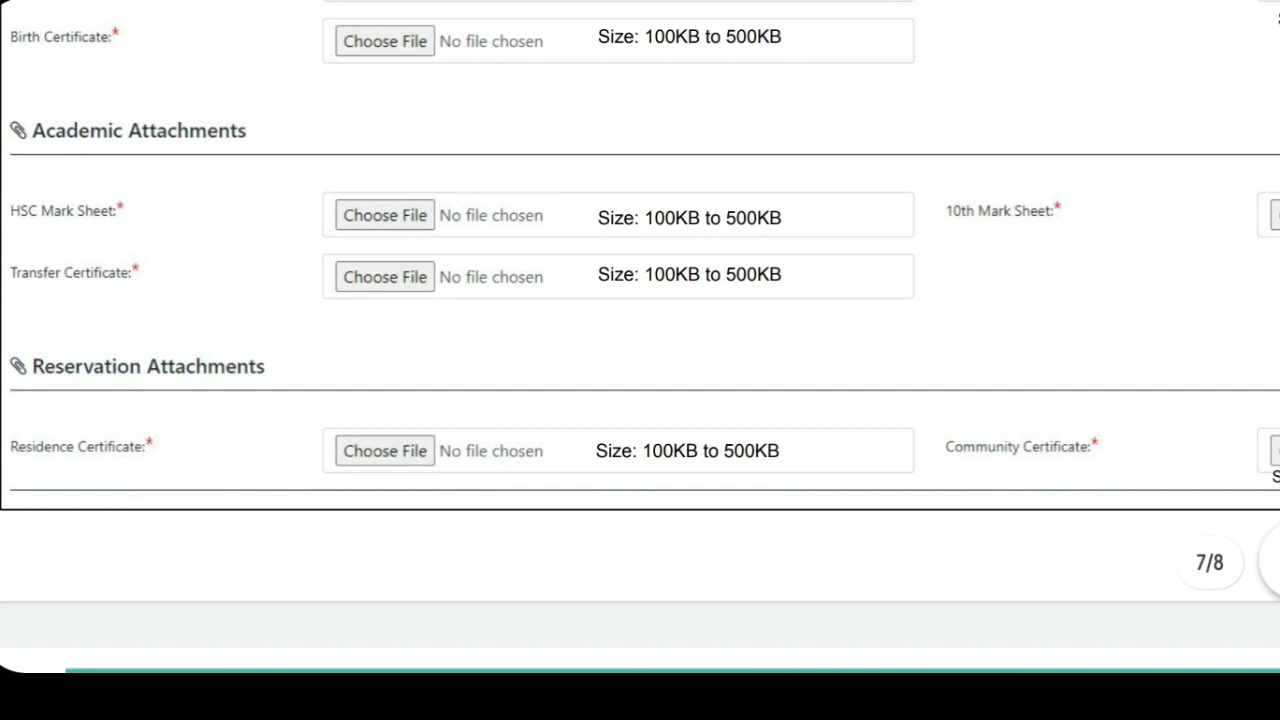 Birth Certificate:* Choose File No file chosen Size: 100KB to 500KB
Academic Attachments
HSC Mark Sheet:* Choose File No file chosen Size: 100KB to 500KB 10th Mark Sheet:*
Transfer Certificate:* Choose File No file chosen Size: 100KB to 500KB
Reservation Attachments
Residence Certificate:* Choose File No file chosen Size: 100KB to 500KB Community Certificate:*
7/8